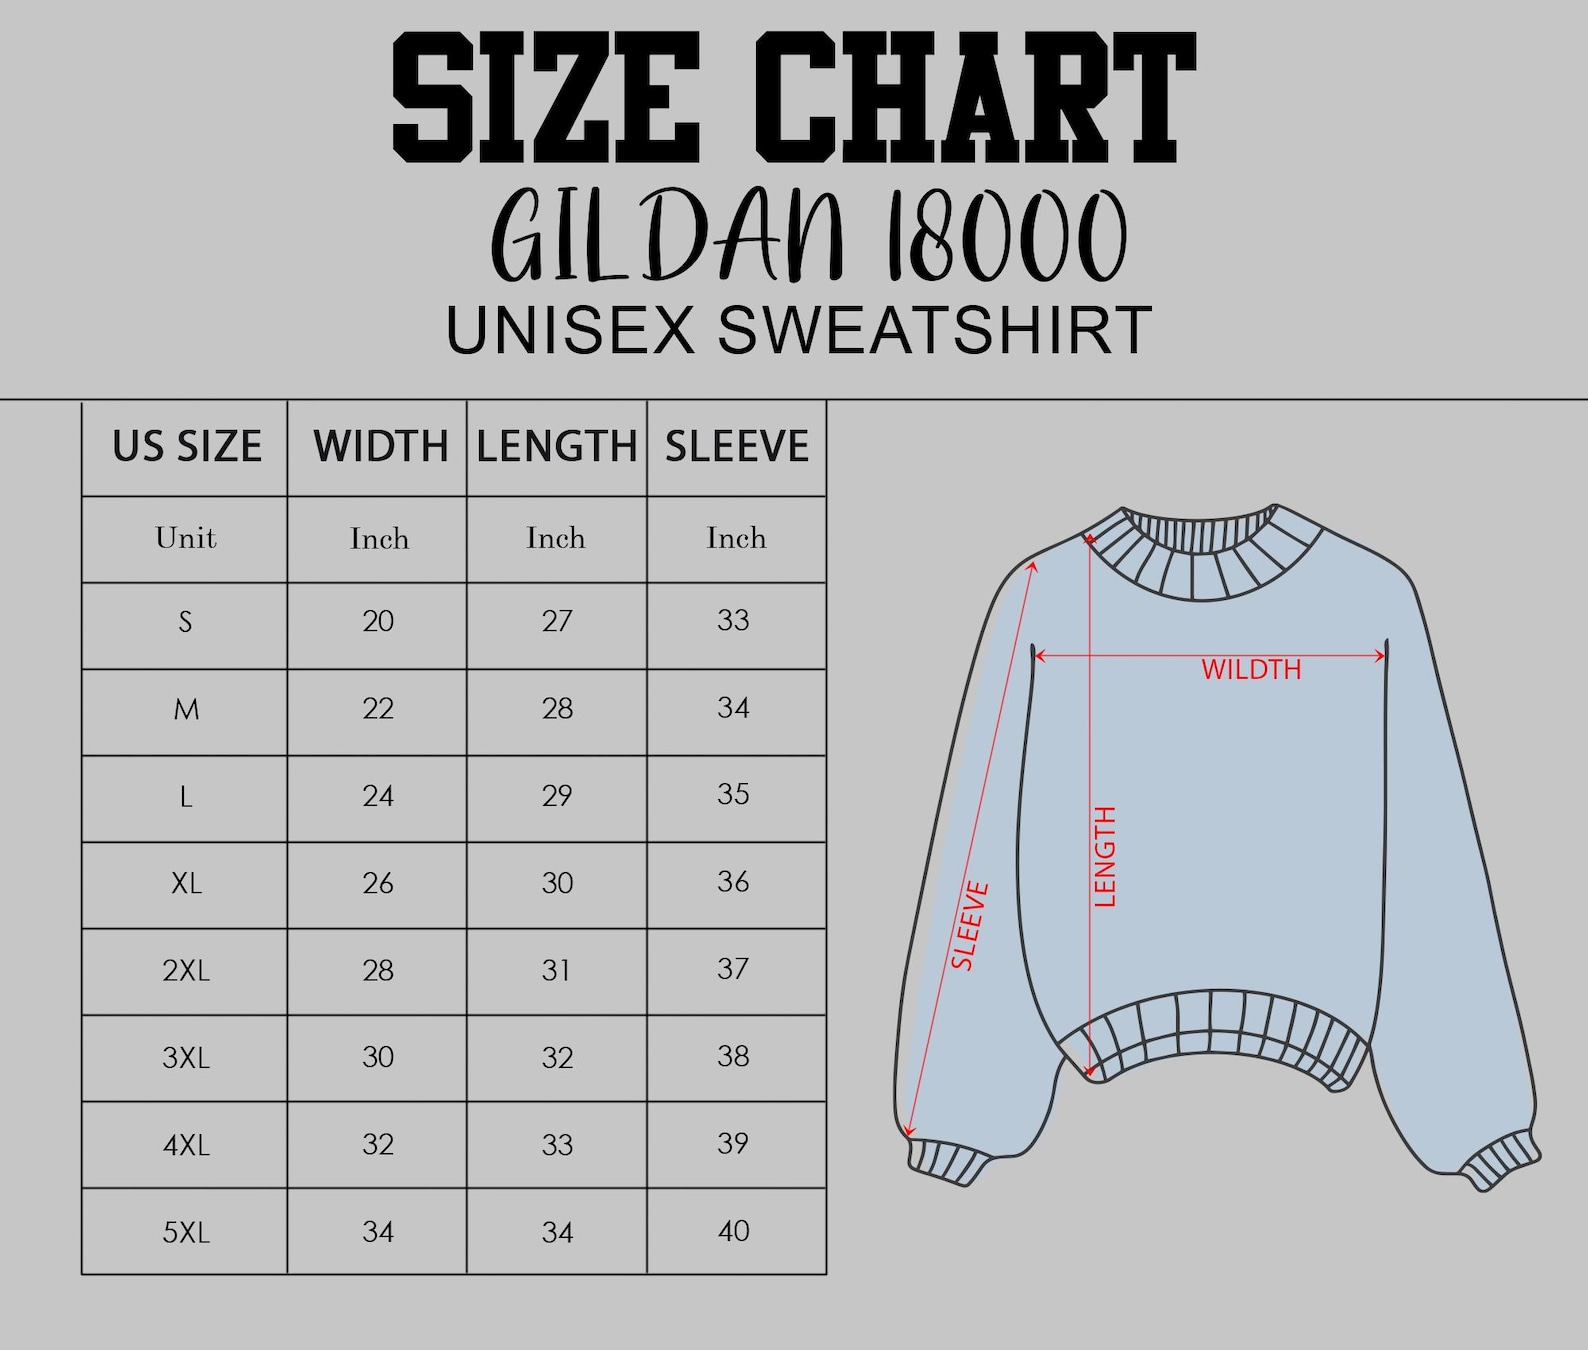 SIZE CHART
GILDAN 18000
UNISEX SWEATSHIRT
US SIZE WIDTH LENGTH SLEEVE
Unit Inch Inch Inch
S 20 27 33
M 22 28 34
L 24 29 35
XL 26 30 36
2XL 28 31 37
3XL 30 32 38
4XL 32 33 39
5XL 34 34 40
WILDTH
LENGTH
SLEEVE